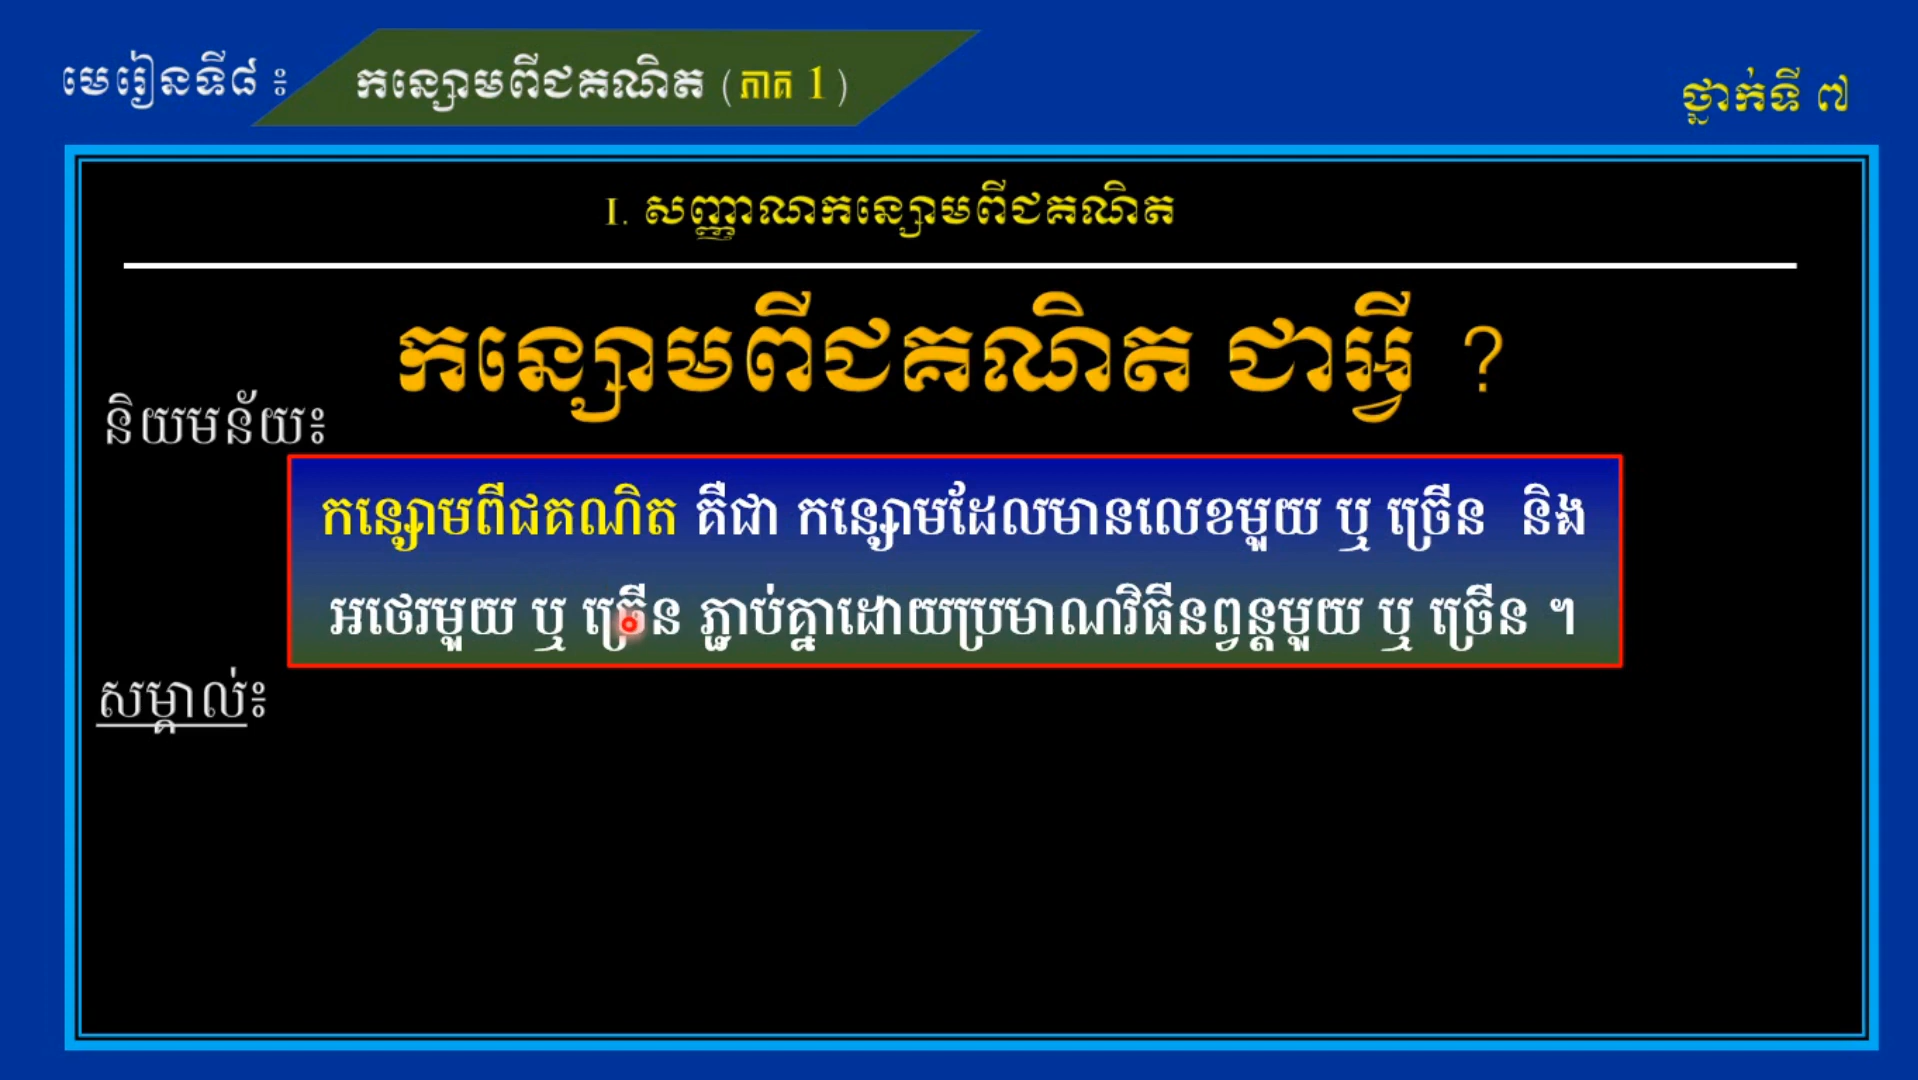 មេរៀនទី៨ ៖ កន្សោមពីជគណិត (ភាគ 1)
ថ្នាក់ទី ៧
I. សញ្ញាណកន្សោមពីជគណិត
កន្សោមពីជគណិត ជាអ្វី ?
និយមន័យ៖
កន្សោមពីជគណិត គឺជា កន្សោមដែលមានលេខមួយ ឬ ច្រើន និង
អថេរមួយ ឬ ច្រើន ភ្ជាប់គ្នាដោយប្រមាណវិធីនព្វន្តមួយ ឬ ច្រើន ។
សម្គាល់៖